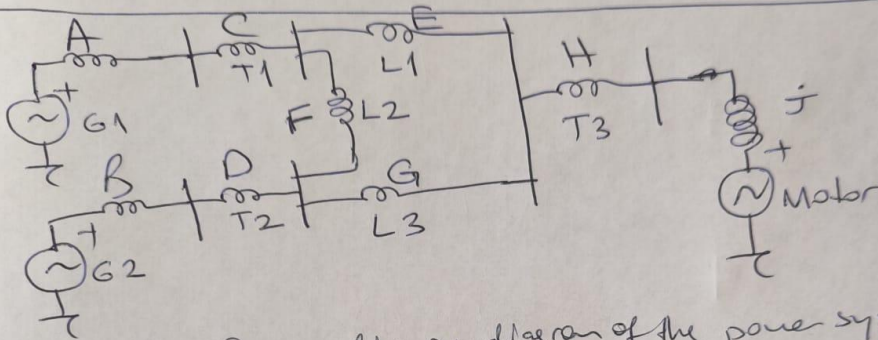 A C E
T1 L1 H
+ G1 F L2 T3 j
B D G +
T2 L3 Motor
+ G2
diagram of the power sy